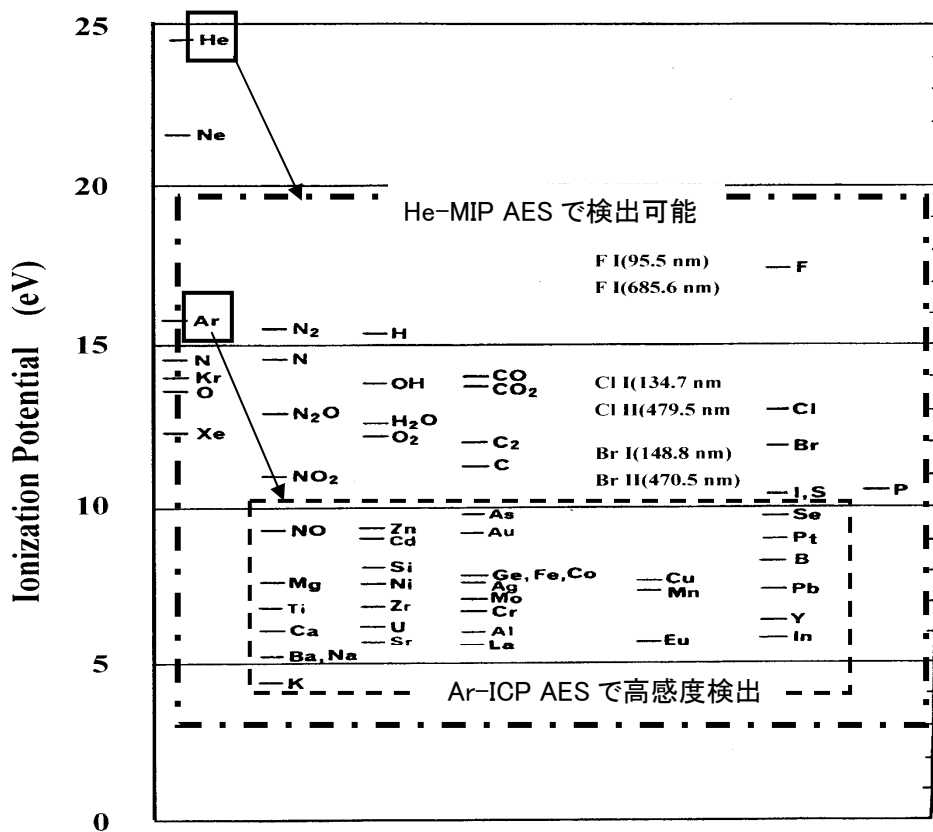 25
He
Ne
20
He-MIP AES で検出可能
F I(95.5 nm)
F
F I(685.6 nm)
Ar
N₂
H
15
N
N
Kr
OH
CO
CO₂
Cl I(134.7 nm
O
N₂O
Cl II(479.5 nm
Cl
H₂O
Xe
O₂
C₂
Br
Br I(148.8 nm)
C
NO₂
Br II(470.5 nm)
I,S
P
10
As
Se
NO
Zn
Au
Cd
Pt
Si
B
Ge,Fe,Co
Cu
Mg
Ni
Ag
Mn
Pb
Mo
Ti
Zr
Cr
Y
Ca
U
Al
In
Sr
La
Eu
Ba,Na
5
K
Ar-ICP AES で高感度検出
0
Ionization Potential (eV)